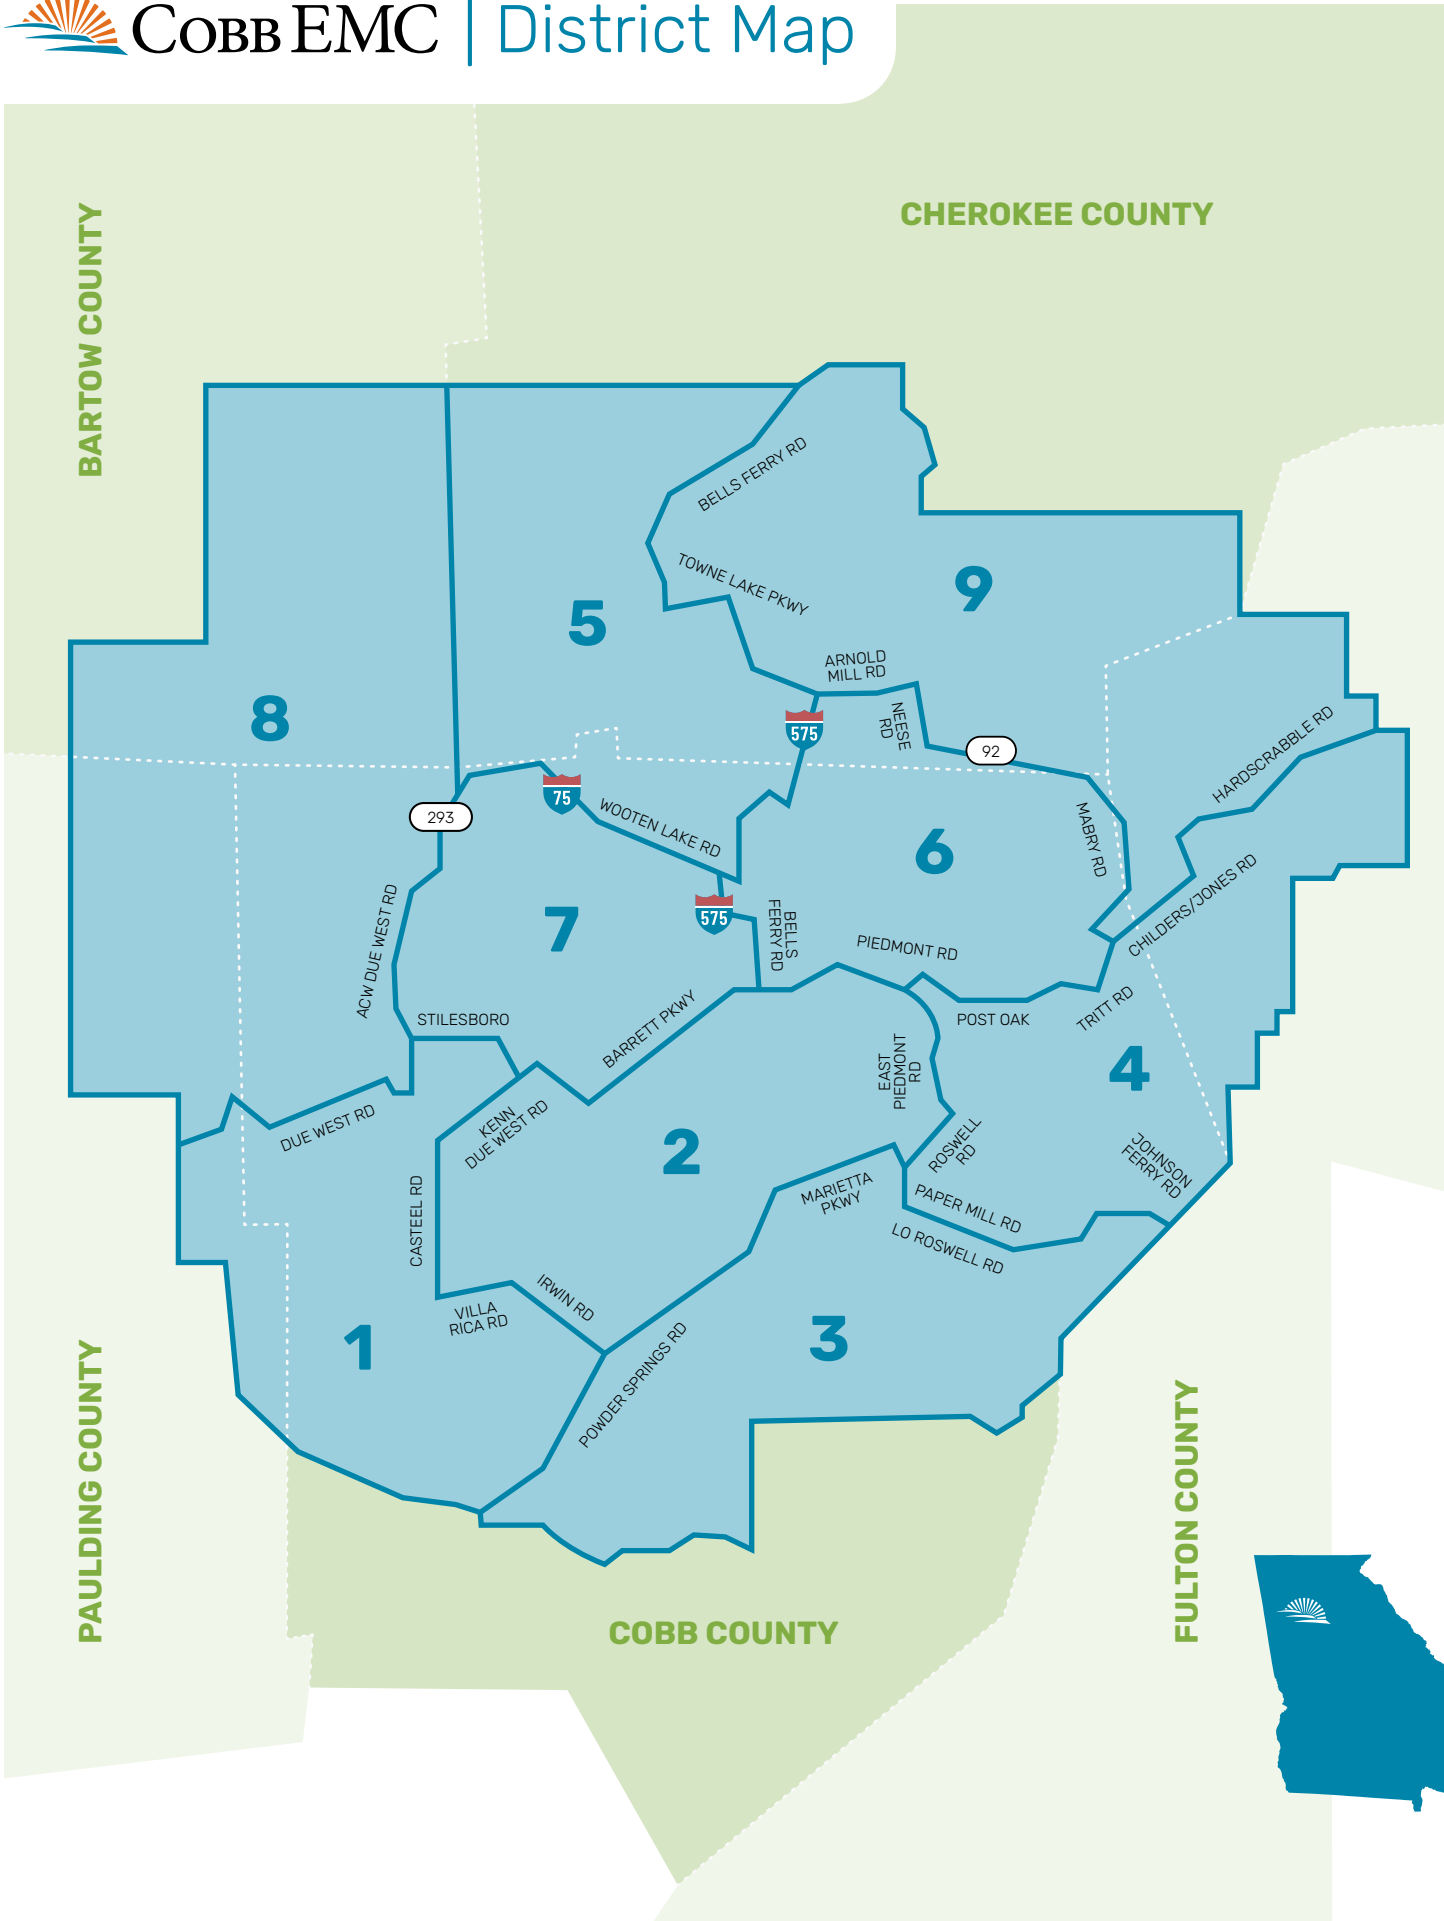 COBB EMC | District Map
CHEROKEE COUNTY
BARTOW COUNTY
BELLS FERRY RD
TOWNE LAKE PKWY
9
5
ARNOLD
MILL RD
8
575
NEESE
RD
92
HARDSCRABBLE RD
75
293
WOOTEN LAKE RD
MABRY RD
6
CHILDERS/JONES RD
ACW DUE WEST RD
7
575
BELLS
FERRY RD
PIEDMONT RD
STILESBORO
BARRETT PKWY
POST OAK
TRITT RD
EAST
PIEDMONT
RD
4
DUE WEST RD
KENN
DUE WEST RD
2
ROSWELL
RD
JOHNSON
FERRY RD
CASTEEL RD
MARIETTA
PKWY
PAPER MILL RD
LO ROSWELL RD
VILLA
RICA RD
IRWIN RD
1
3
POWDER SPRINGS RD
PAULDING COUNTY
FULTON COUNTY
COBB COUNTY